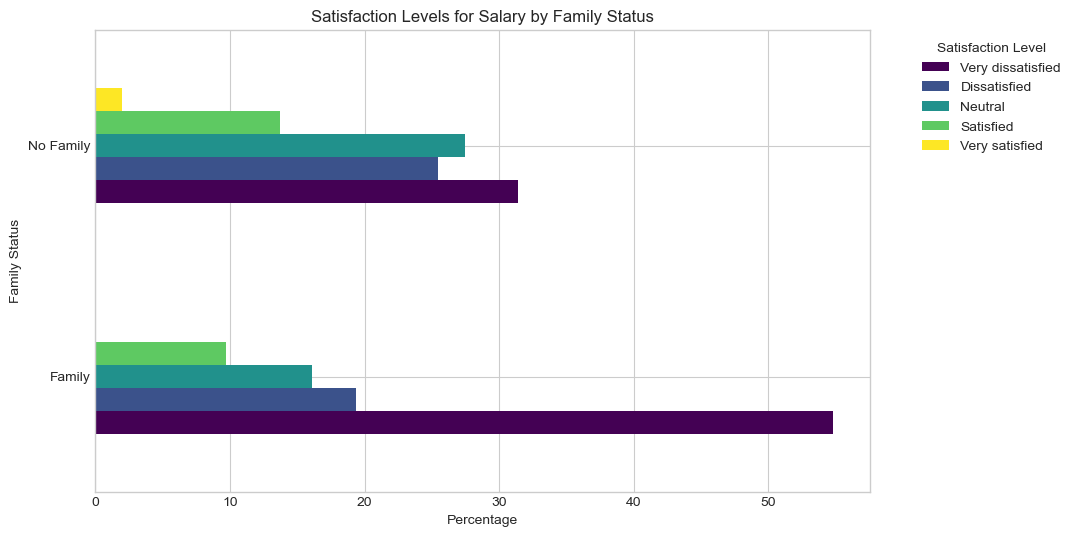 Satisfaction Levels for Salary by Family Status
Satisfaction Level
Very dissatisfied
Dissatisfied
Neutral
Satisfied
Very satisfied
Family Status
No Family
Family
0 10 20 30 40 50
Percentage